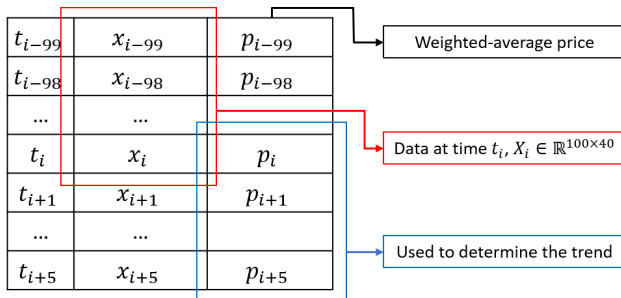 t_{i−99} x_{i−99} p_{i−99}
Weighted-average price
t_{i−98} x_{i−98} p_{i−98}
... ...
t_i x_i p_i
Data at time t_i, X_i ∈ ℝ^{100×40}
t_{i+1} x_{i+1} p_{i+1}
... ...
Used to determine the trend
t_{i+5} x_{i+5} p_{i+5}